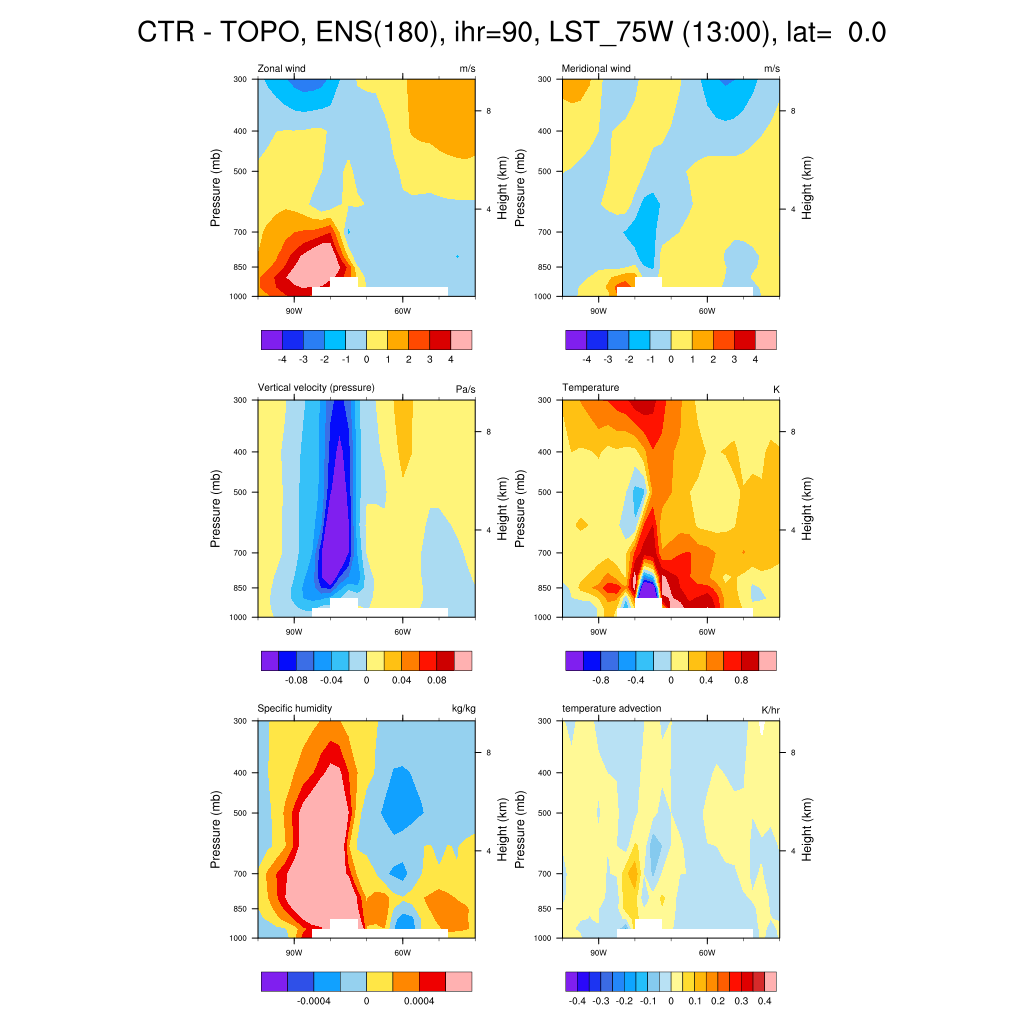 CTR - TOPO, ENS(180), ihr=90, LST_75W (13:00), lat=  0.0
Zonal wind m/s
Pressure (mb)
300
400
500
700
850
1000
8
4
Height (km)
90W 60W
-4 -3 -2 -1 0 1 2 3 4
Meridional wind m/s
Pressure (mb)
300
400
500
700
850
1000
8
4
Height (km)
90W 60W
-4 -3 -2 -1 0 1 2 3 4
Vertical velocity (pressure) Pa/s
Pressure (mb)
300
400
500
700
850
1000
8
4
Height (km)
90W 60W
-0.08 -0.04 0 0.04 0.08
Temperature K
Pressure (mb)
300
400
500
700
850
1000
8
4
Height (km)
90W 60W
-0.8 -0.4 0 0.4 0.8
Specific humidity kg/kg
Pressure (mb)
300
400
500
700
850
1000
8
4
Height (km)
90W 60W
-0.0004 0 0.0004
temperature advection K/hr
Pressure (mb)
300
400
500
700
850
1000
8
4
Height (km)
90W 60W
-0.4 -0.3 -0.2 -0.1 0 0.1 0.2 0.3 0.4